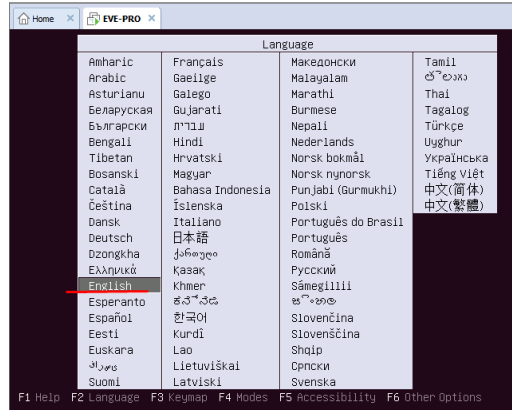 Home
EVE-PRO
Language
Amharic
Arabic
Asturianu
Беларуская
Български
Bengali
Tibetan
Bosanski
Català
Čeština
Dansk
Deutsch
Dzongkha
Ελληνικά
English
Esperanto
Español
Eesti
Euskara
Suomi
Français
Gaeilge
Galego
Gujarati
עברית
Hindi
Hrvatski
Magyar
Bahasa Indonesia
Íslenska
Italiano
日本語
ქართული
Қазақ
Khmer
ಕನ್ನಡ
한국어
Kurdî
Lao
Lietuviškai
Latviski
Македонски
Malayalam
Marathi
Burmese
Nepali
Nederlands
Norsk bokmål
Norsk nynorsk
Punjabi (Gurmukhi)
Polski
Português do Brasil
Português
Română
Русский
Sámegillii
සිංහල
Slovenčina
Slovenščina
Shqip
Српски
Svenska
Tamil
తెలుగు
Thai
Tagalog
Türkçe
Uyghur
Українська
Tiếng Việt
中文(简体)
中文(繁體)
F1 Help F2 Language F3 Keymap F4 Modes F5 Accessibility F6 Other Options